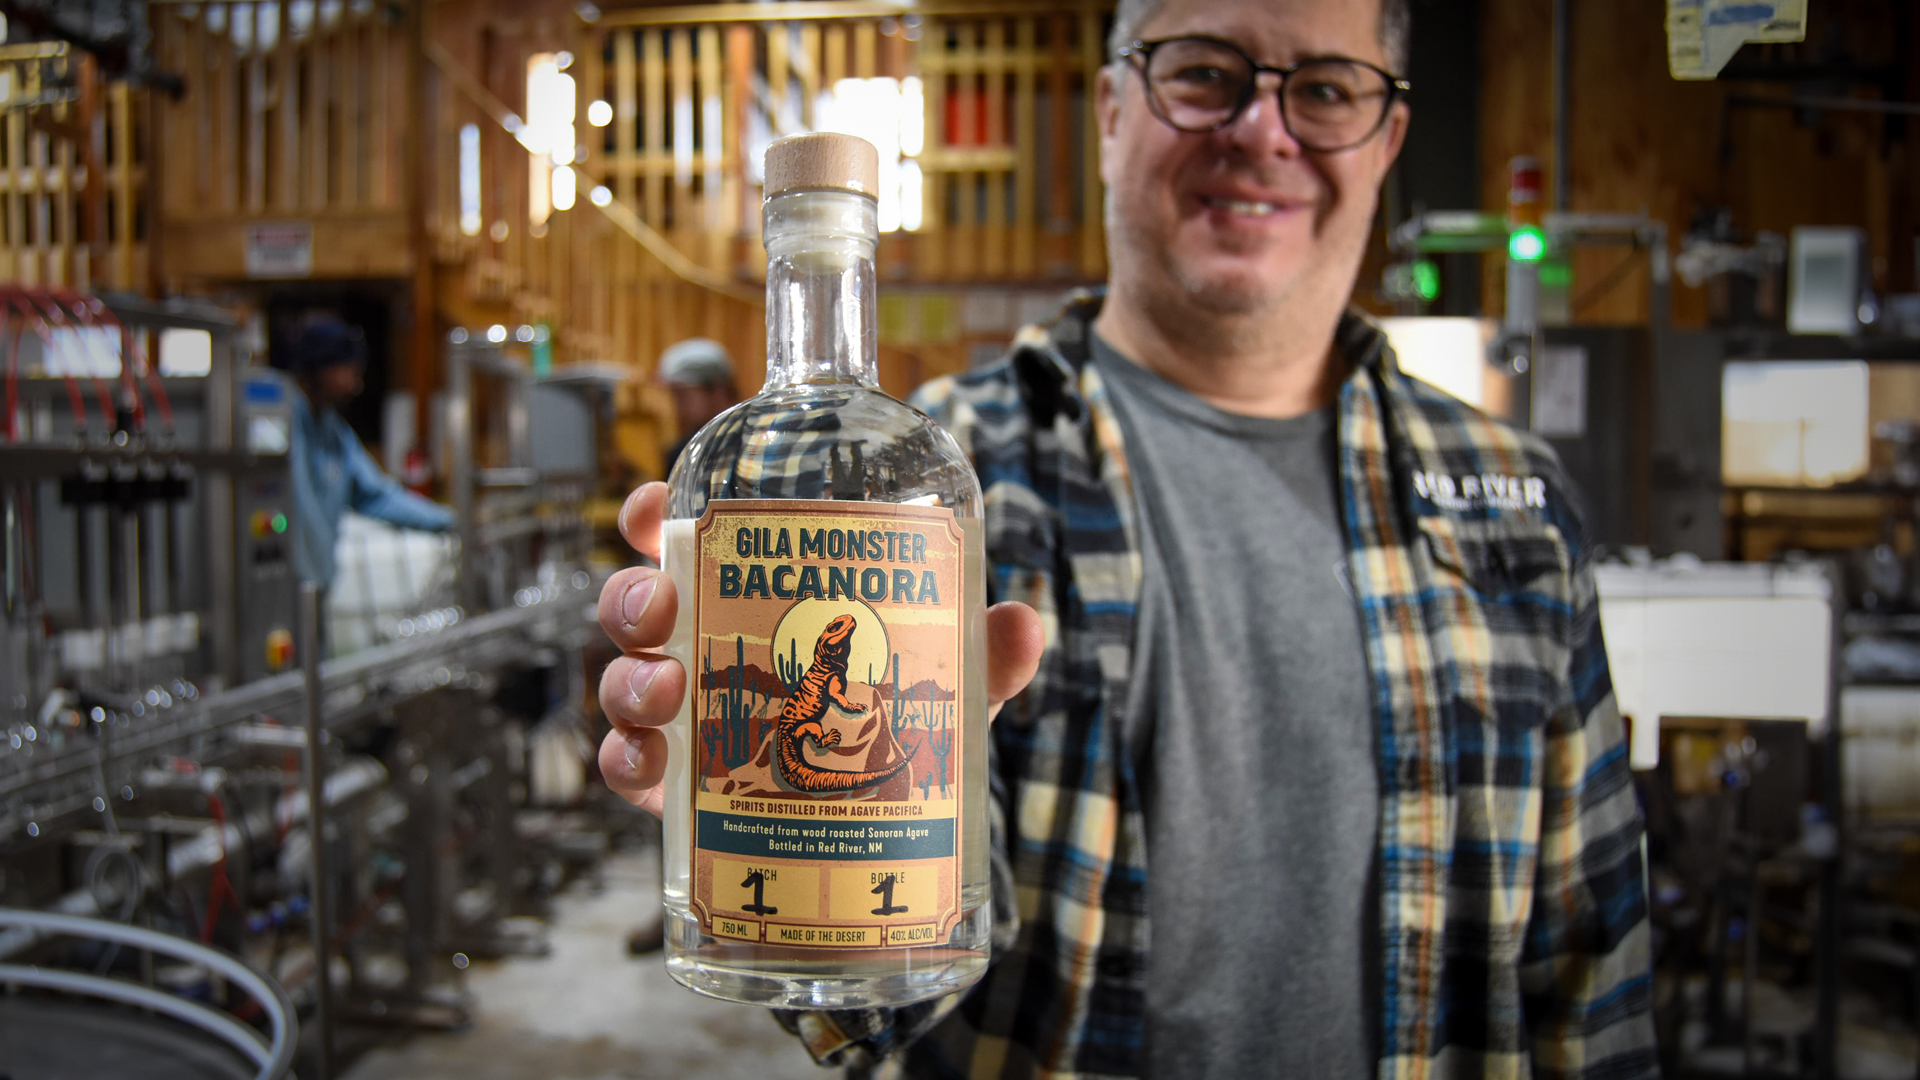 GILA MONSTER
BACANORA
SPIRITS DISTILLED FROM AGAVE PACIFICA
Handcrafted from wood roasted Sonoran Agave
Bottled in Red River, NM
BATCH
1
BOTTLE
1
750 ML
MADE OF THE DESERT
40% ALC/VOL
RED RIVER